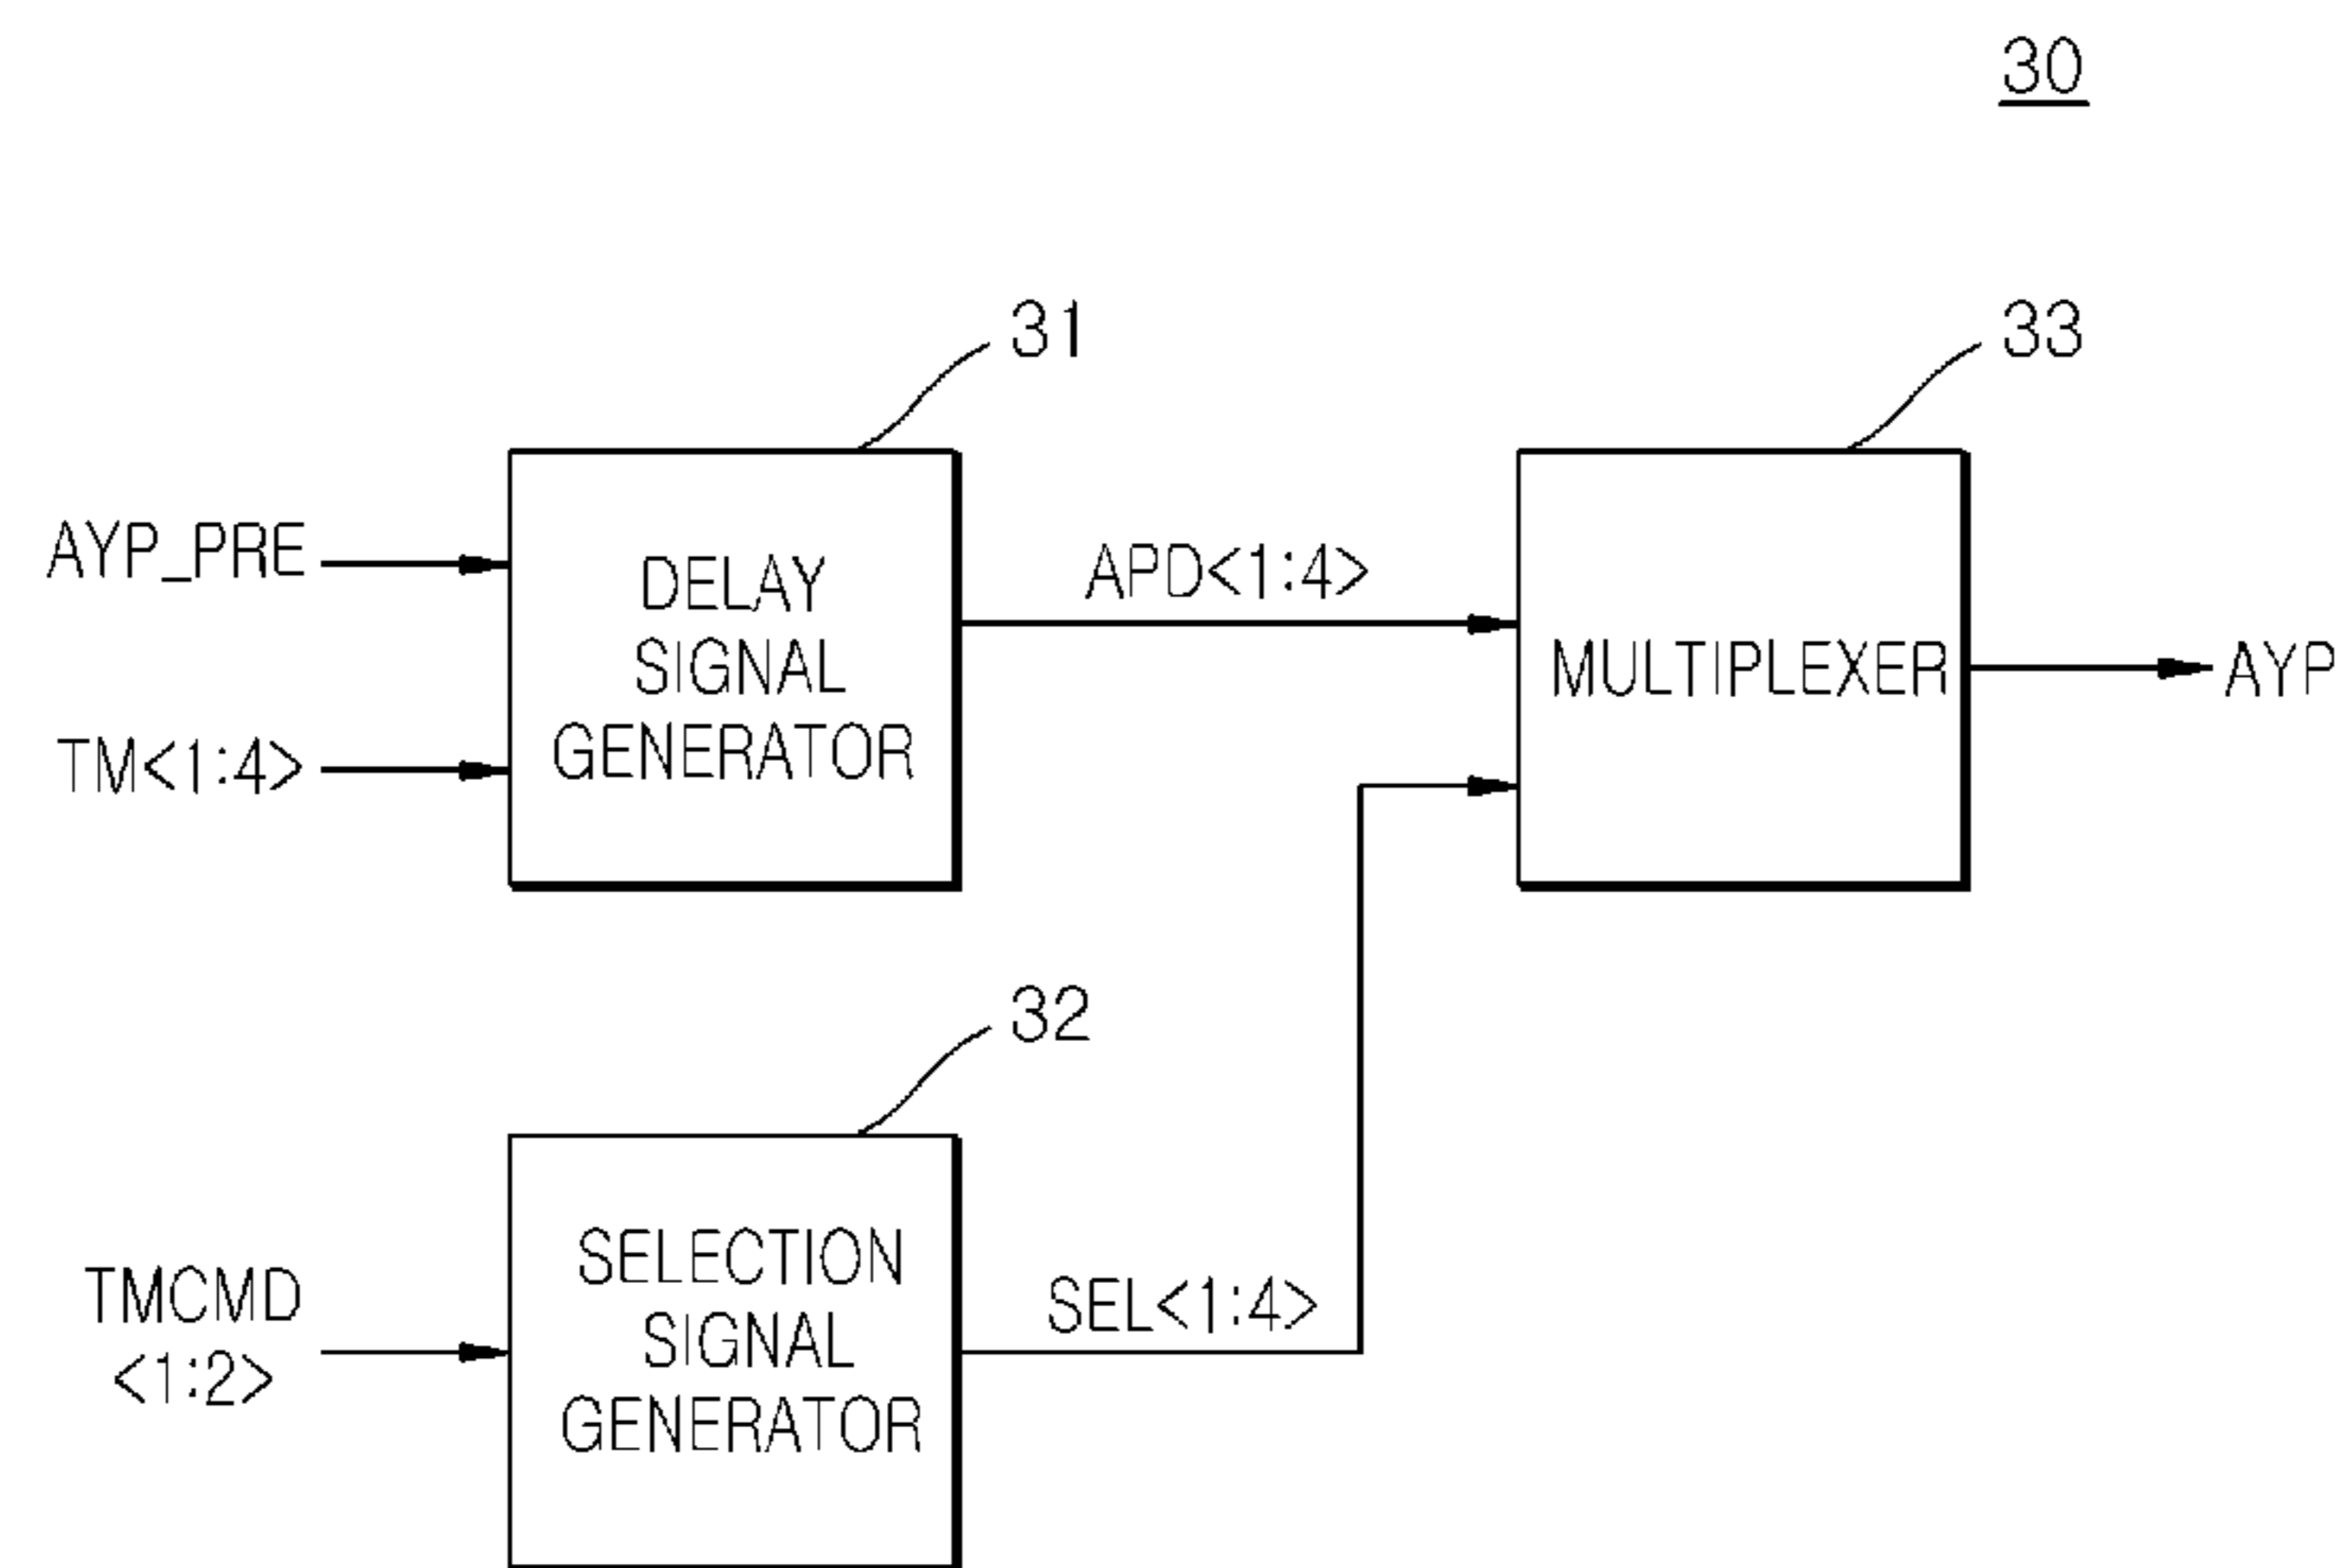 30
31
33
AYP_PRE
TM<1:4>
DELAY
SIGNAL
GENERATOR
APD<1:4>
MULTIPLEXER
AYP
32
TMCMD
<1:2>
SELECTION
SIGNAL
GENERATOR
SEL<1:4>